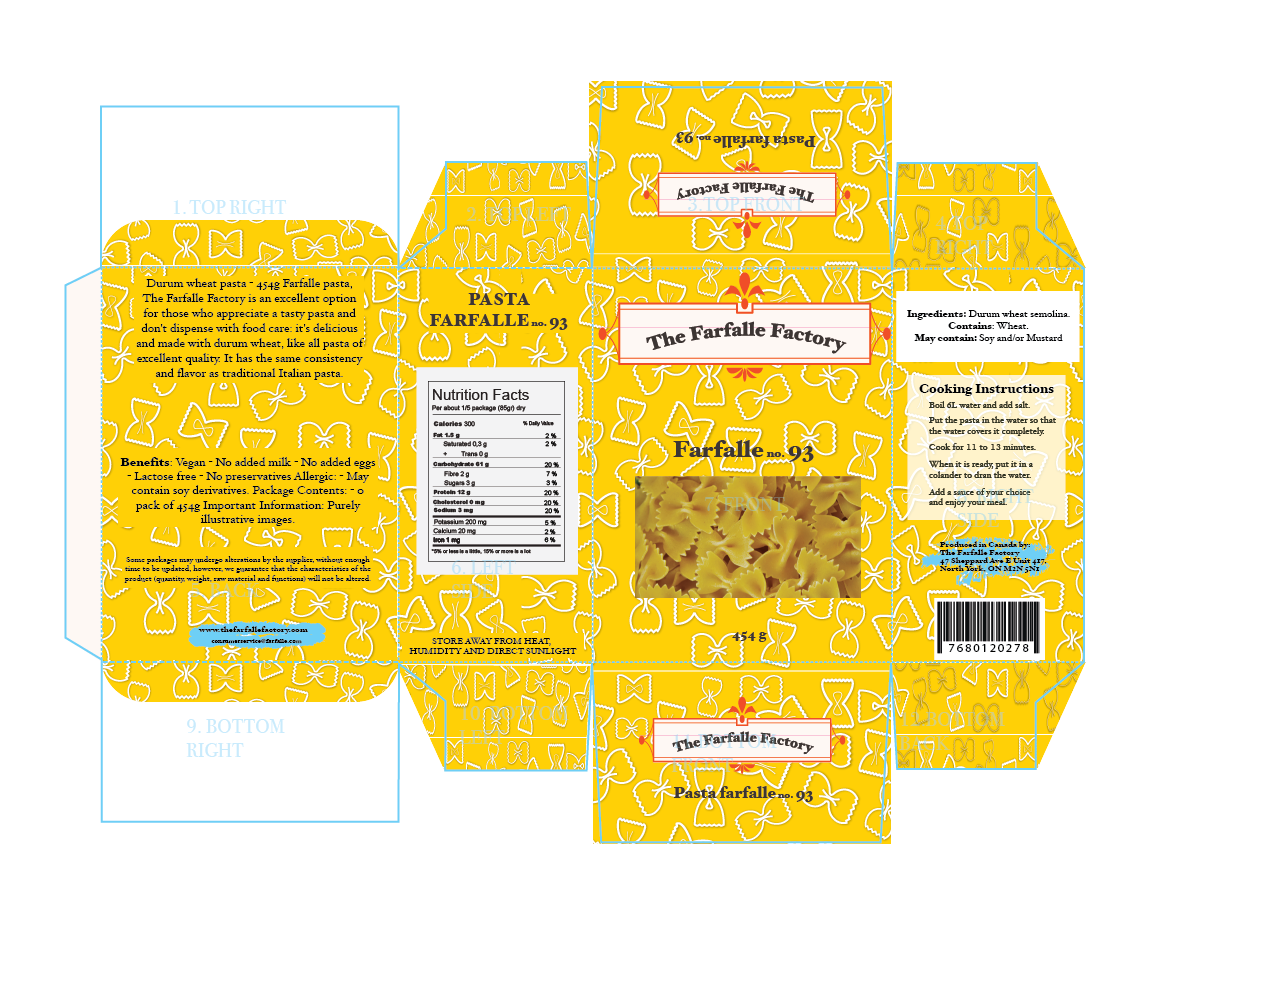 Pasta farfalle no. 93
The Farfalle Factory
1. TOP RIGHT
3. TOP FRONT
Durum wheat pasta - 454g Farfalle pasta,
The Farfalle Factory is an excellent option
for those who appreciate a tasty pasta and
don't dispense with food care: it's delicious
and made with durum wheat, like all pasta of
excellent quality. It has the same consistency
and flavor as traditional Italian pasta.
Benefits: Vegan - No added milk - No added eggs
- Lactose free - No preservatives Allergic: - May
contain soy derivatives. Package Contents: - 0
pack of 454g Important Information: Purely
illustrative images.
Some packages may undergo alterations by the supplier, without enough
time to be updated, however, we guarantee that the characteristics of the
product (quantity, weight, raw material and functions) will not be altered.
www.thefarfallefactory.com
consumerservice@farfalle.com
PASTA
FARFALLE no. 93
Nutrition Facts
Per about 1/5 package (85gr) dry
Calories 300 % Daily Value
Fat 1.5 g 2 %
Saturated 0,3 g 2 %
+ Trans 0 g
Carbohydrate 61 g 20 %
Fibre 2 g 7 %
Sugars 3 g 3 %
Protein 12 g 20 %
Cholesterol 0 mg 20 %
Sodium 3 mg 20 %
Potassium 200 mg 5 %
Calcium 20 mg 2 %
Iron 1 mg 6 %
*5% or less is a little, 15% or more is a lot
6. LEFT
STORE AWAY FROM HEAT,
HUMIDITY AND DIRECT SUNLIGHT
The Farfalle Factory
Farfalle no. 93
7. FRONT
454 g
Ingredients: Durum wheat semolina.
Contains: Wheat.
May contain: Soy and/or Mustard
Cooking Instructions
Boil 6L water and add salt.
Put the pasta in the water so that
the water covers it completely.
Cook for 11 to 13 minutes.
When it is ready, put it in a
colander to dran the water.
Add a sauce of your choice
and enjoy your meal.
SIDE
Produced in Canada by:
The Farfalle Factory
47 Sheppard Ave E Unit 417,
North York, ON M2N 5N1
7680120278
9. BOTTOM
RIGHT
The Farfalle Factory
Pasta farfalle no. 93